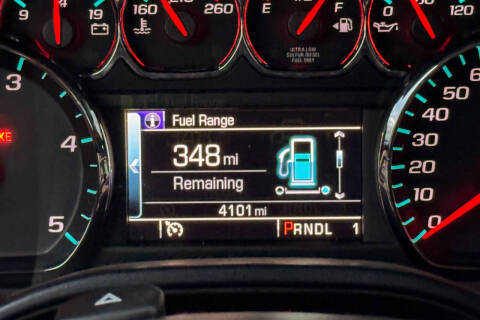 9 19 160 260 E F 0 120
ULTRA LOW
SULFUR DIESEL
FUEL ONLY
Fuel Range
348 mi
Remaining
4101 mi
PRNDL 1
3
4
5
60
50
40
30
20
10
0